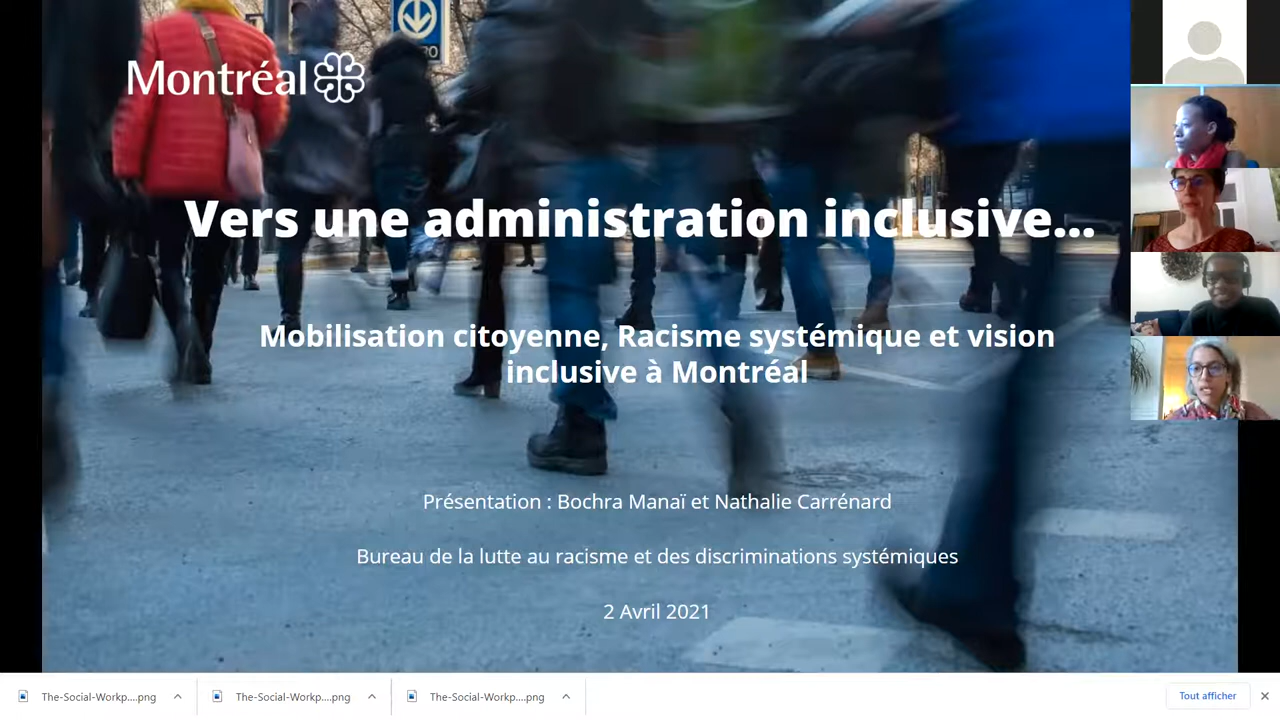 Montréal
Vers une administration inclusive...
Mobilisation citoyenne, Racisme systémique et vision
inclusive à Montréal
Présentation : Bochra Manaï et Nathalie Carrénard
Bureau de la lutte au racisme et des discriminations systémiques
2 Avril 2021
The-Social-Workp....png
The-Social-Workp....png
The-Social-Workp....png
Tout afficher